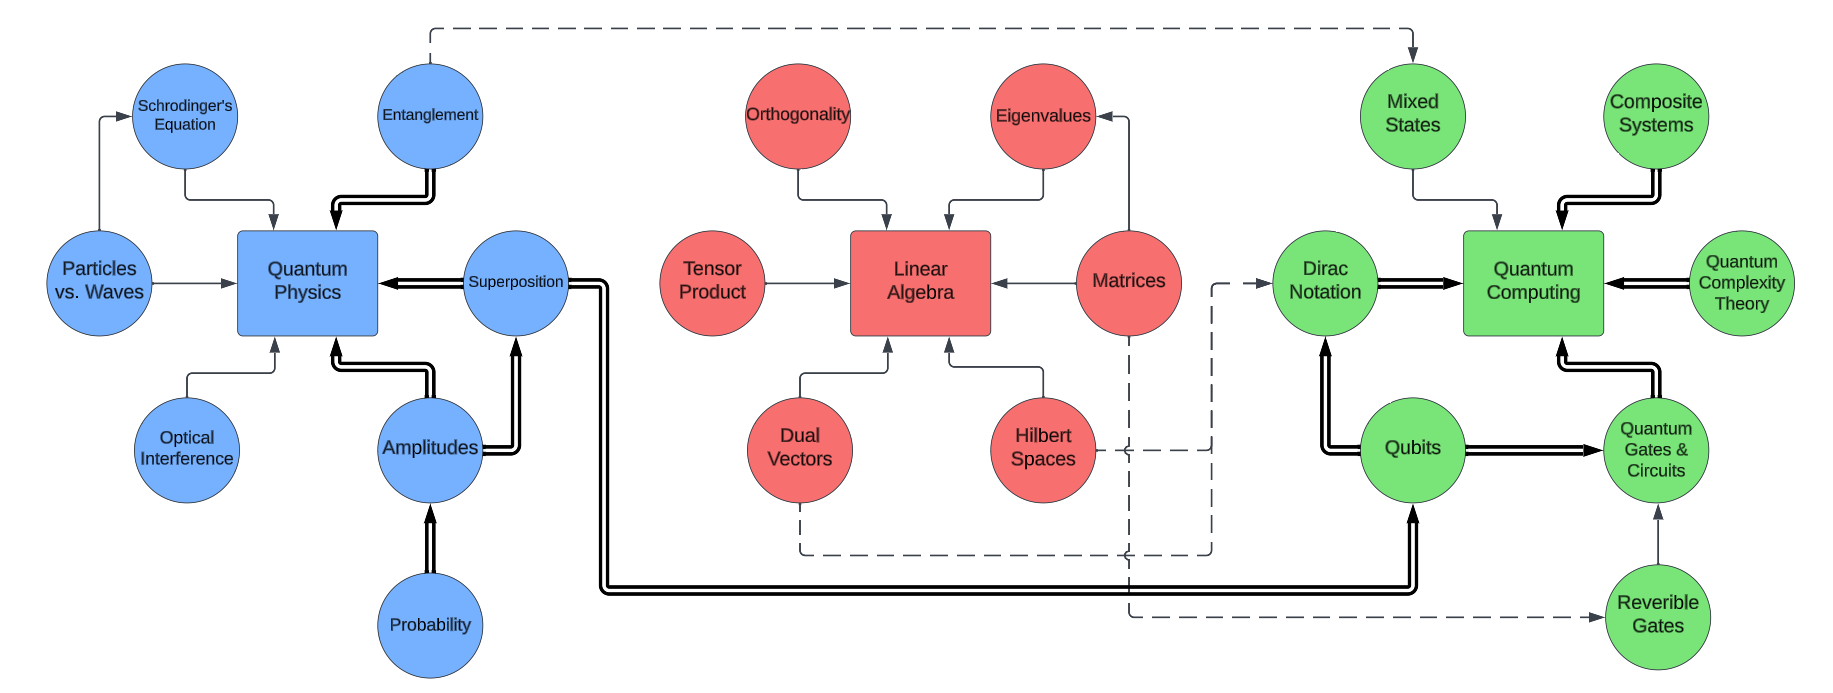 Schrodinger's
Equation
Entanglement
Orthogonality
Eigenvalues
Mixed
States
Composite
Systems
Particles
vs. Waves
Quantum
Physics
Superposition
Tensor
Product
Linear
Algebra
Matrices
Dirac
Notation
Quantum
Computing
Quantum
Complexity
Theory
Optical
Interference
Amplitudes
Dual
Vectors
Hilbert
Spaces
Qubits
Quantum
Gates &
Circuits
Probability
Reverible
Gates